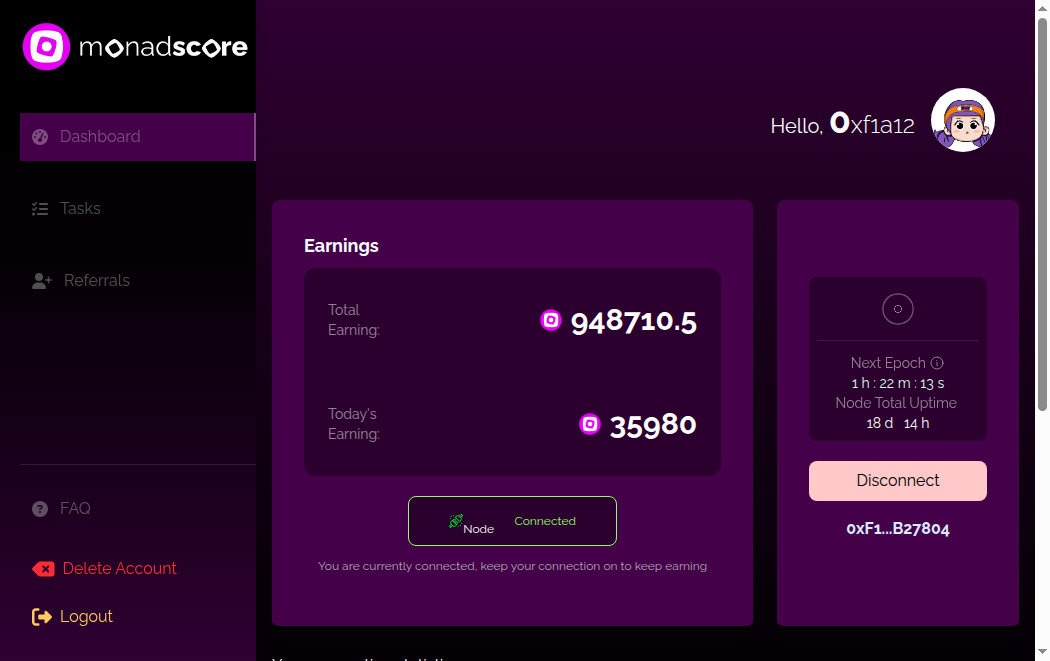 monadscore
Dashboard
Tasks
Referrals
FAQ
Delete Account
Logout
Hello, 0xf1a12
Earnings
Total
Earning:
948710.5
Today's
Earning:
35980
Node Connected
You are currently connected, keep your connection on to keep earning
Next Epoch
1 h : 22 m : 13 s
Node Total Uptime
18 d 14 h
Disconnect
0xF1...B27804